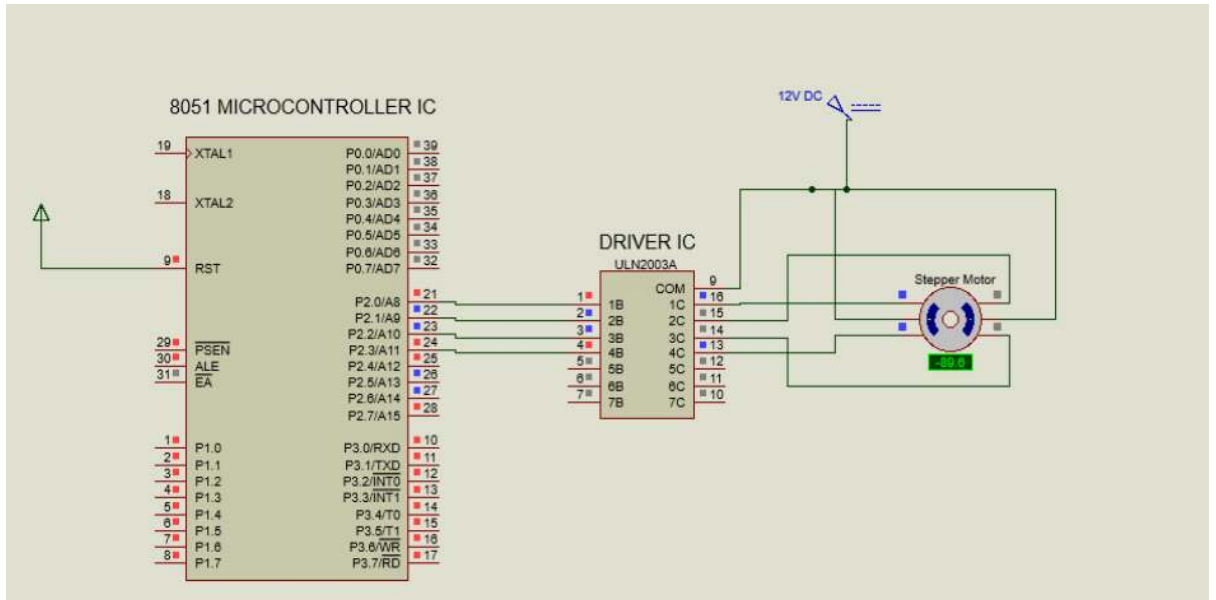 12V DC
8051 MICROCONTROLLER IC
19 XTAL1
18 XTAL2
9 RST
29 PSEN
30 ALE
31 EA
1 P1.0
2 P1.1
3 P1.2
4 P1.3
5 P1.4
6 P1.5
7 P1.6
8 P1.7
P0.0/AD0 39
P0.1/AD1 38
P0.2/AD2 37
P0.3/AD3 36
P0.4/AD4 35
P0.5/AD5 34
P0.6/AD6 33
P0.7/AD7 32
P2.0/A8 21
P2.1/A9 22
P2.2/A10 23
P2.3/A11 24
P2.4/A12 25
P2.5/A13 26
P2.6/A14 27
P2.7/A15 28
P3.0/RXD 10
P3.1/TXD 11
P3.2/INT0 12
P3.3/INT1 13
P3.4/T0 14
P3.5/T1 15
P3.6/WR 16
P3.7/RD 17
DRIVER IC
ULN2003A
COM 9
1 1B 1C 16
2 2B 2C 15
3 3B 3C 14
4 4B 4C 13
5 5B 5C 12
6 6B 6C 11
7 7B 7C 10
Stepper Motor
-89.6